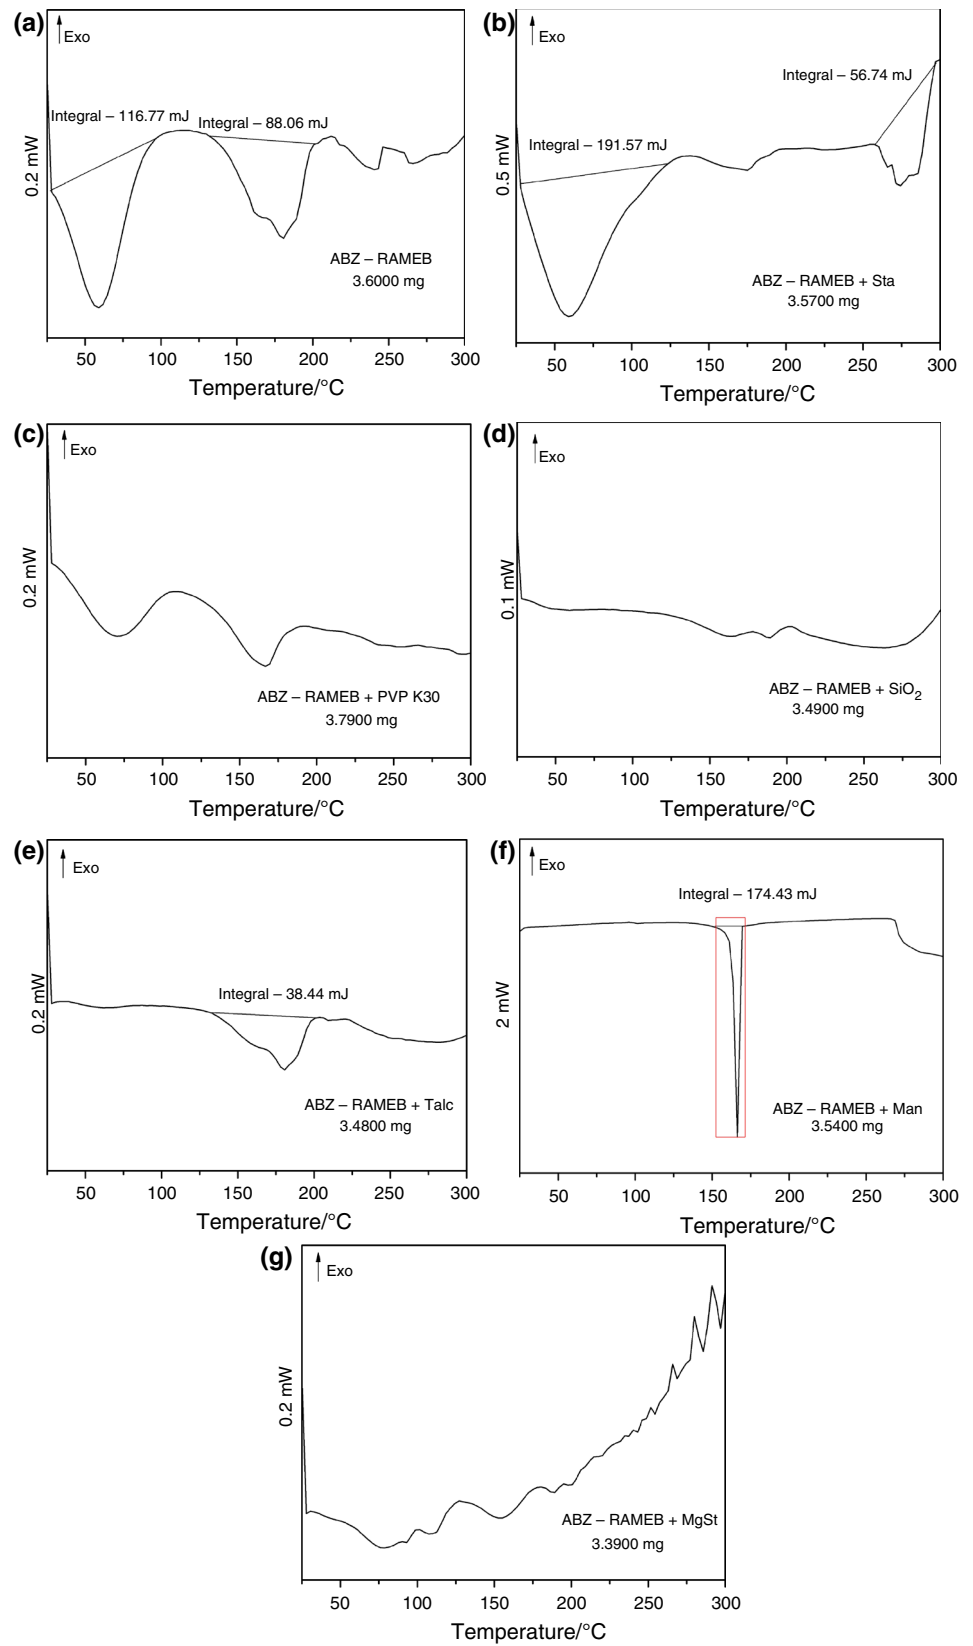 (a)
Exo
Integral – 116.77 mJ
Integral – 88.06 mJ
0.2 mW
ABZ – RAMEB
3.6000 mg
50 100 150 200 250 300
Temperature/°C
(b)
Exo
Integral – 56.74 mJ
Integral – 191.57 mJ
0.5 mW
ABZ – RAMEB + Sta
3.5700 mg
50 100 150 200 250 300
Temperature/°C
(c)
Exo
0.2 mW
ABZ – RAMEB + PVP K30
3.7900 mg
50 100 150 200 250 300
Temperature/°C
(d)
Exo
0.1 mW
ABZ – RAMEB + SiO2
3.4900 mg
50 100 150 200 250 300
Temperature/°C
(e)
Exo
0.2 mW
Integral – 38.44 mJ
ABZ – RAMEB + Talc
3.4800 mg
50 100 150 200 250 300
Temperature/°C
(f)
Exo
Integral – 174.43 mJ
2 mW
ABZ – RAMEB + Man
3.5400 mg
50 100 150 200 250 300
Temperature/°C
(g)
Exo
0.2 mW
ABZ – RAMEB + MgSt
3.3900 mg
50 100 150 200 250 300
Temperature/°C